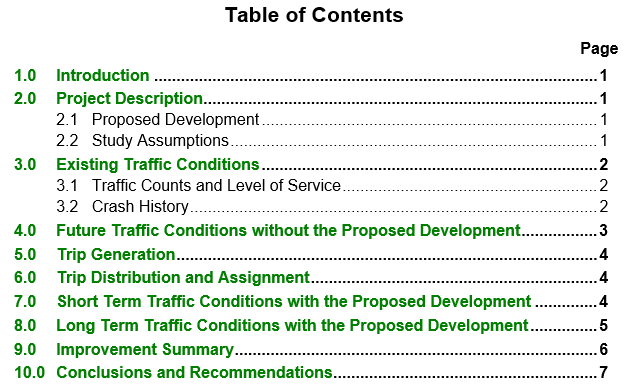 Table of Contents
Page
1.0 Introduction ........................................................................................................ 1
2.0 Project Description............................................................................................ 1
2.1 Proposed Development................................................................................ 1
2.2 Study Assumptions...................................................................................... 1
3.0 Existing Traffic Conditions ............................................................................... 2
3.1 Traffic Counts and Level of Service............................................................. 2
3.2 Crash History............................................................................................... 2
4.0 Future Traffic Conditions without the Proposed Development.................. 3
5.0 Trip Generation.................................................................................................. 4
6.0 Trip Distribution and Assignment................................................................... 4
7.0 Short Term Traffic Conditions with the Proposed Development .............. 4
8.0 Long Term Traffic Conditions with the Proposed Development................ 5
9.0 Improvement Summary..................................................................................... 6
10.0 Conclusions and Recommendations.............................................................. 7